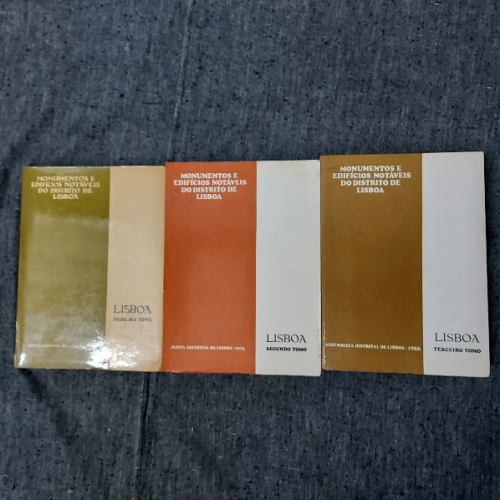 MONUMENTOS E
EDIFÍCIOS NOTÁVEIS
DO DISTRITO DE
LISBOA
LISBOA
PRIMEIRO TOMO
MONUMENTOS E
EDIFÍCIOS NOTÁVEIS
DO DISTRITO DE
LISBOA
LISBOA
SEGUNDO TOMO
JUNTA DISTRITAL DE LISBOA
MONUMENTOS E
EDIFÍCIOS NOTÁVEIS
DO DISTRITO DE
LISBOA
LISBOA
TERCEIRO TOMO
ASSEMBLEIA DISTRITAL DE LISBOA · 1988